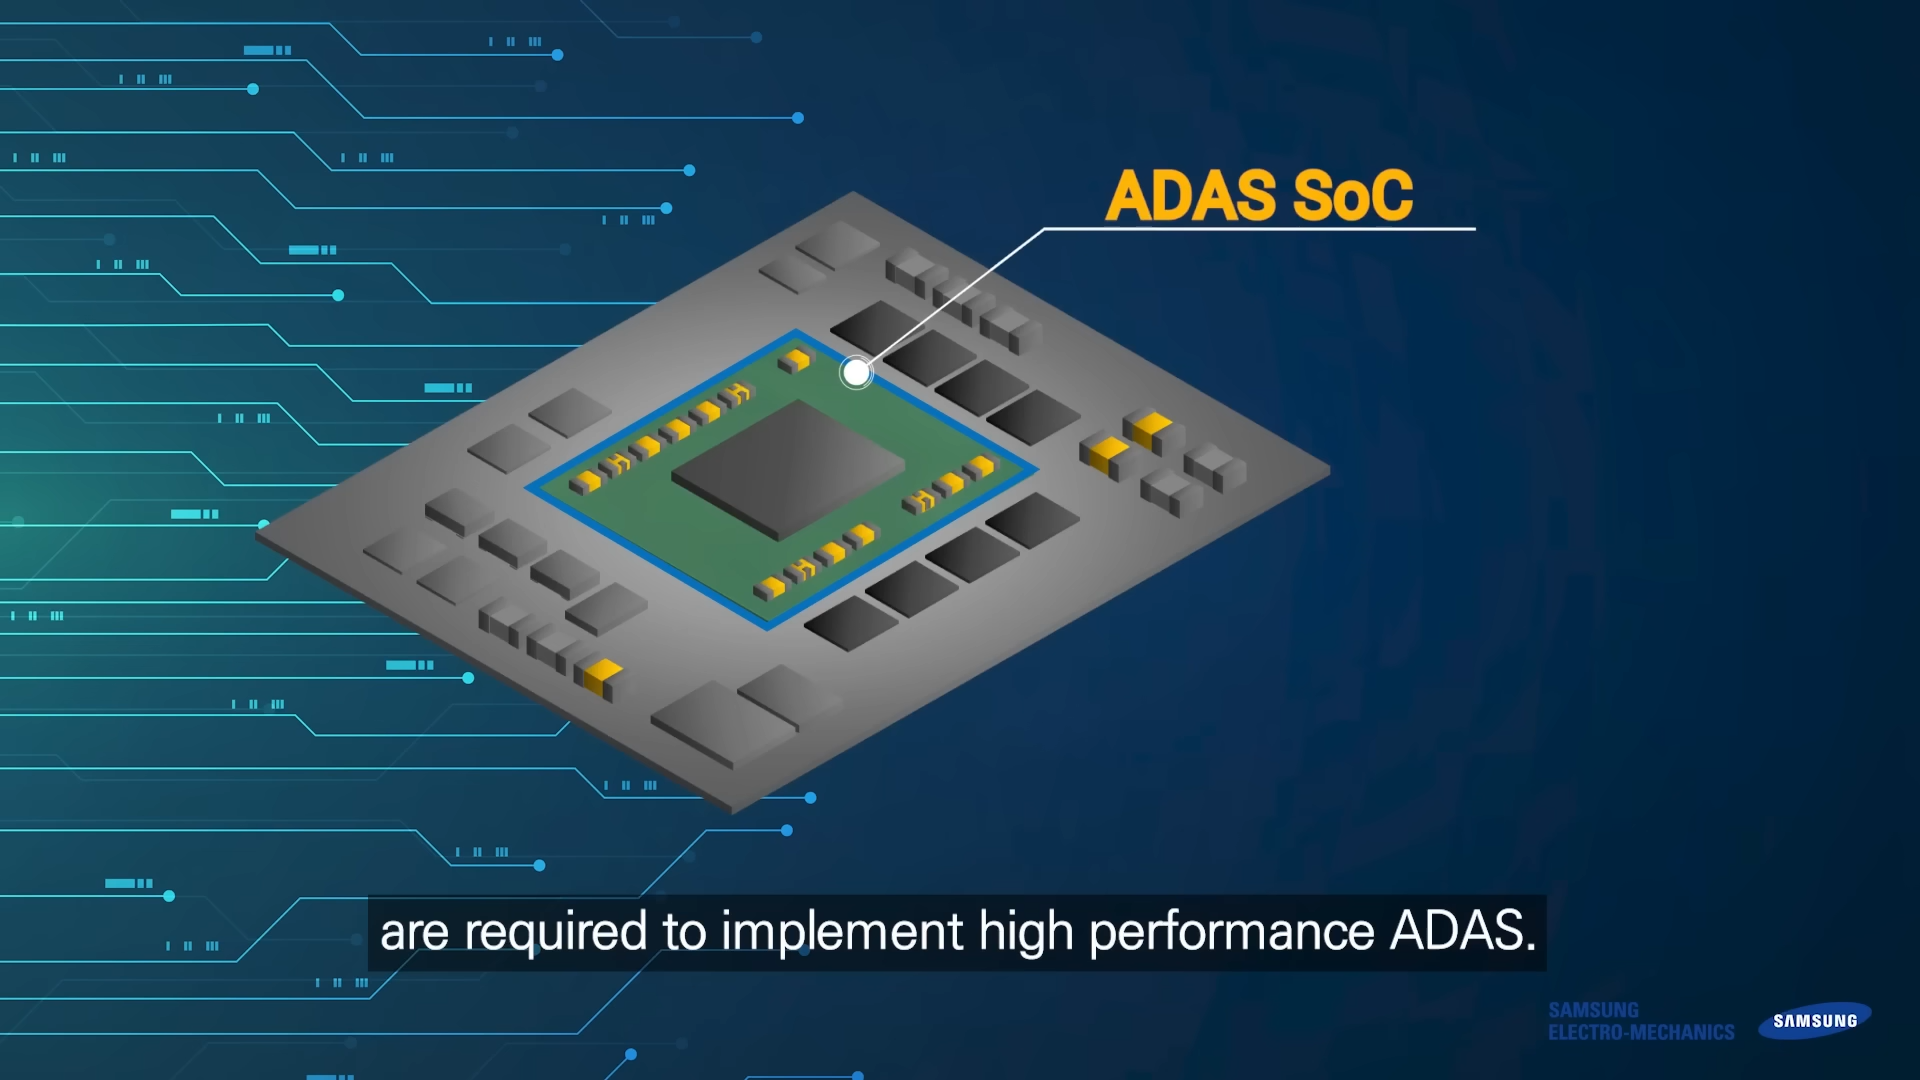 ADAS SoC
are required to implement high performance ADAS.
SAMSUNG
ELECTRO-MECHANICS
SAMSUNG